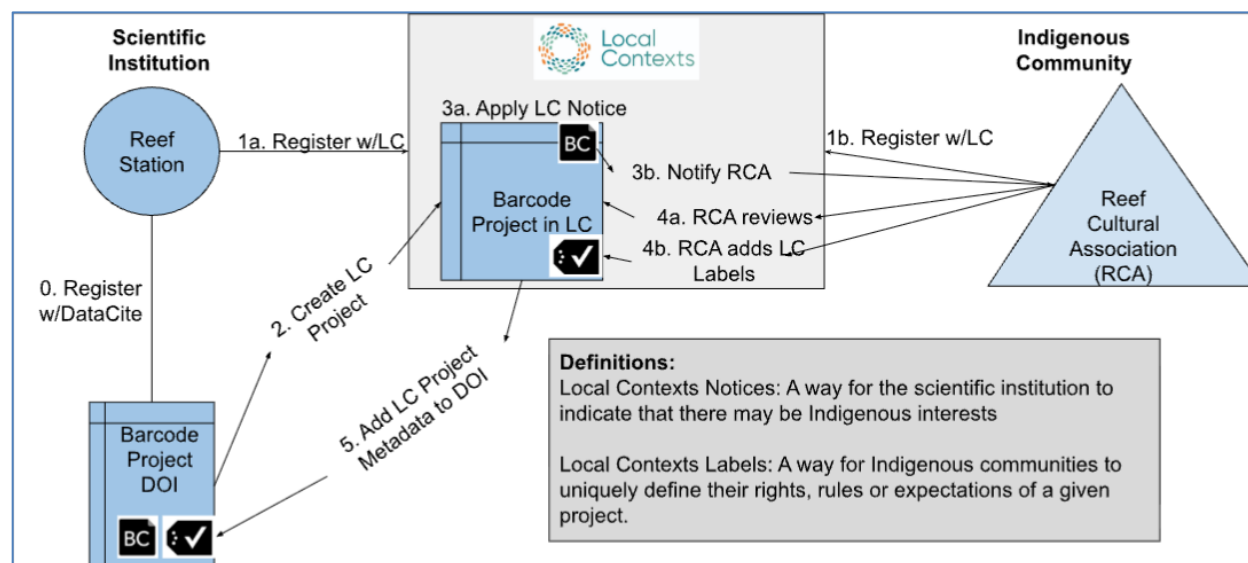 Scientific
Institution
Reef
Station
1a. Register w/LC
0. Register
w/DataCite
Barcode
Project
DOI
BC
2. Create LC
Project
5. Add LC Project
Metadata to DOI
Local
Contexts
3a. Apply LC Notice
BC
Barcode
Project in LC
3b. Notify RCA
4a. RCA reviews
4b. RCA adds LC
Labels
Indigenous
Community
1b. Register w/LC
Reef
Cultural
Association
(RCA)
Definitions:
Local Contexts Notices: A way for the scientific institution to
indicate that there may be Indigenous interests
Local Contexts Labels: A way for Indigenous communities to
uniquely define their rights, rules or expectations of a given
project.